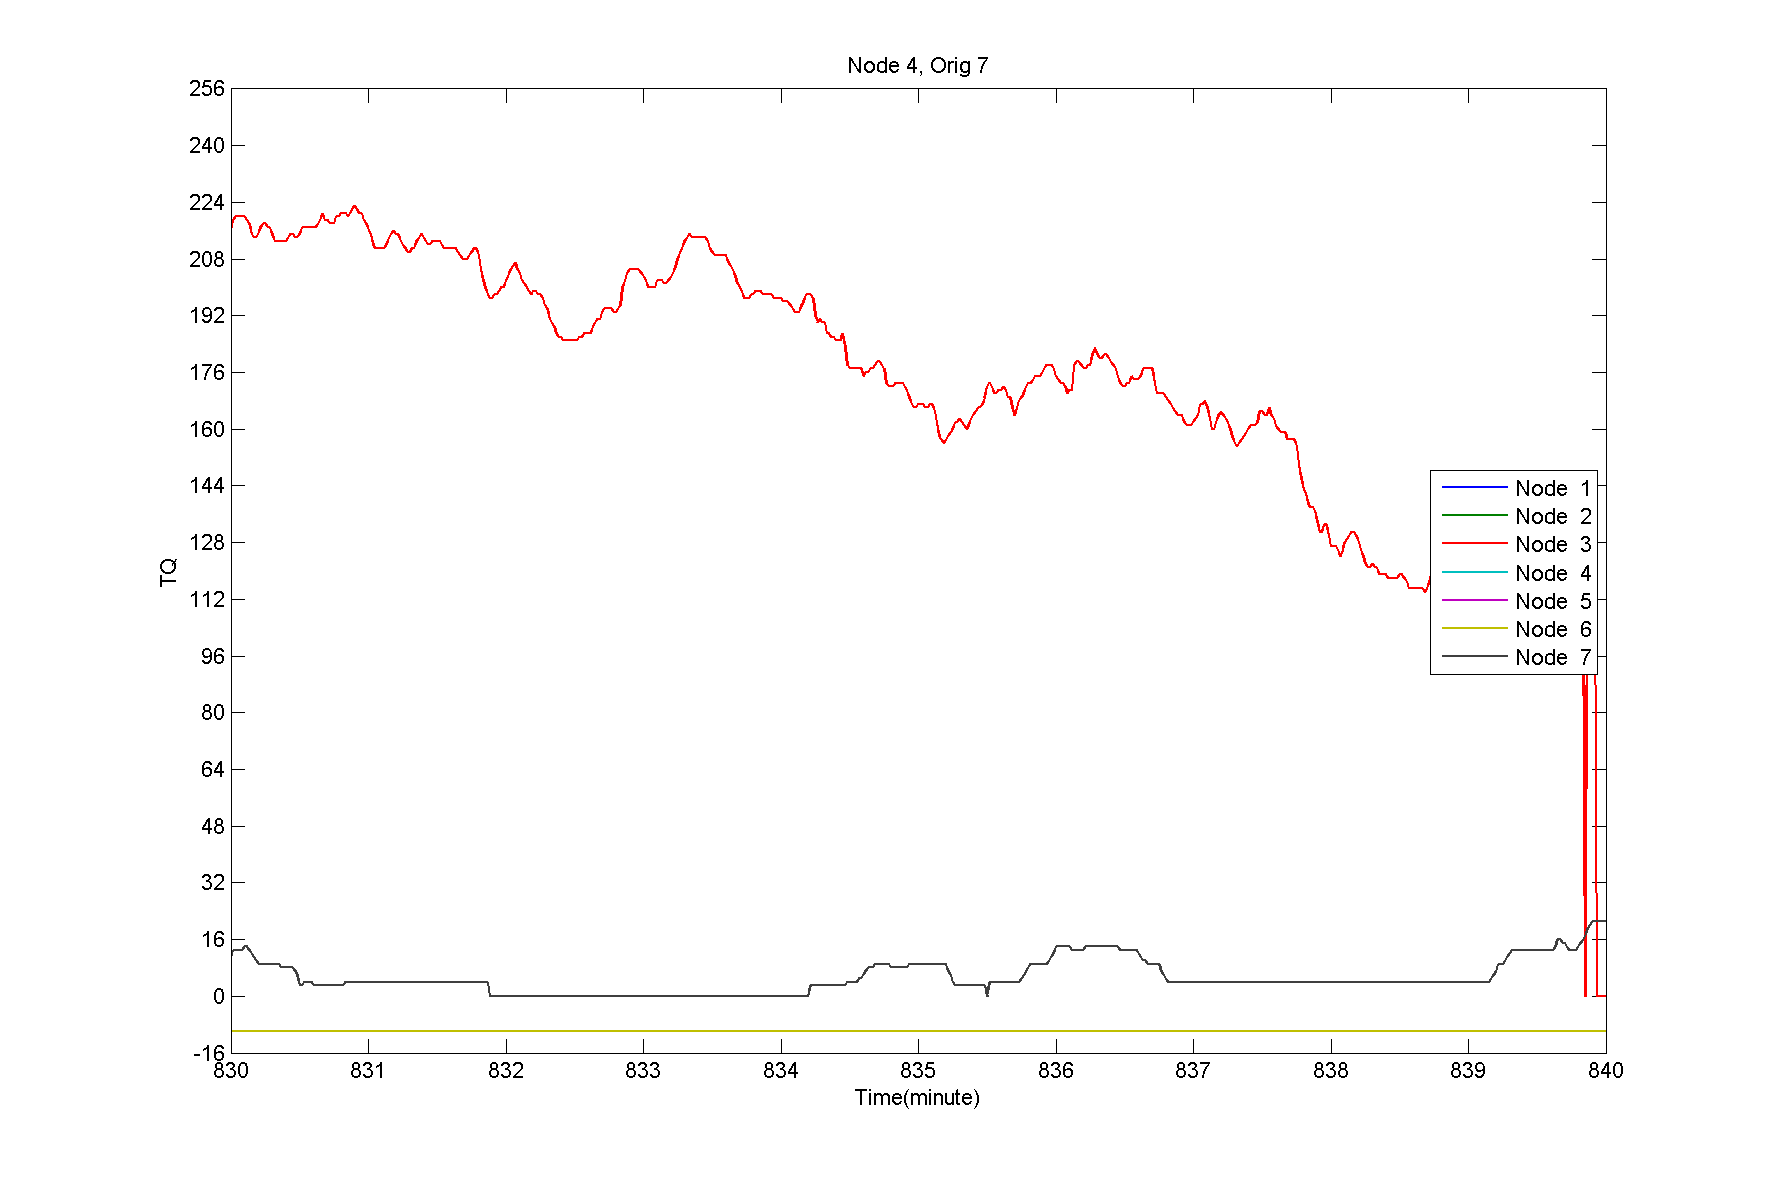 Node 4, Orig 7
256
240
224
208
192
176
160
144
128
112
96
80
64
48
32
16
0
-16
TQ
Node 1
Node 2
Node 3
Node 4
Node 5
Node 6
Node 7
830 831 832 833 834 835 836 837 838 839 840
Time(minute)